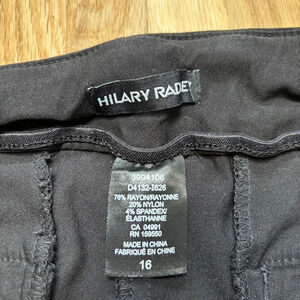 HILARY RADLEY
3994106
D4132-I826
76% RAYON/RAYONNE
20% NYLON
4% SPANDEX/
ÉLASTHANNE
CA 04991
RN 159550
MADE IN CHINA
FABRIQUÉ EN CHINE
16